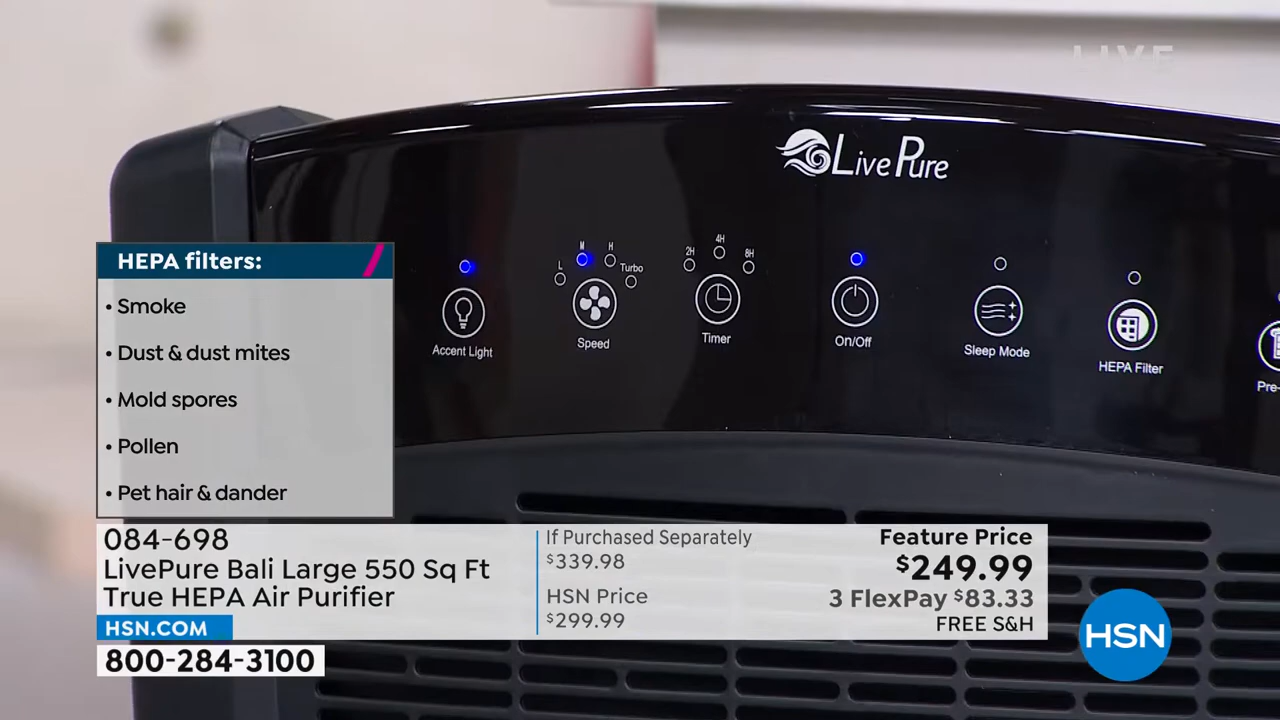 LIVE
LivePure
L
M
H
Turbo
2H
4H
8H
Accent Light
Speed
Timer
On/Off
Sleep Mode
HEPA Filter
Pre-
HEPA filters:
• Smoke
• Dust & dust mites
• Mold spores
• Pollen
• Pet hair & dander
084-698
LivePure Bali Large 550 Sq Ft
True HEPA Air Purifier
HSN.COM
800-284-3100
If Purchased Separately
$339.98
HSN Price
$299.99
Feature Price
$249.99
3 FlexPay $83.33
FREE S&H
HSN